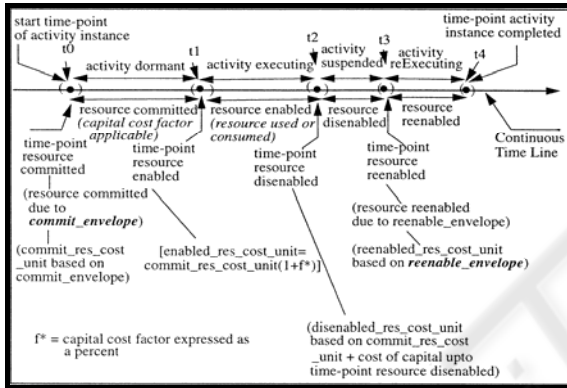 start time-point
of activity instance
t0
t1
t2
t3
t4
time-point activity
instance completed
activity dormant
activity executing
activity
suspended
activity
reExecuting
resource committed
(capital cost factor
applicable)
resource enabled
(resource used or
consumed)
resource
disenabled
resource
reenabled
Continuous
Time Line
time-point
resource
committed
time-point
resource
enabled
time-point
resource
disenabled
time-point
resource
reenabled
(resource committed
due to
commit_envelope)
(commit_res_cost
_unit based on
commit_envelope)
[enabled_res_cost_unit=
commit_res_cost_unit(1+f*)]
(resource reenabled
due to reenable_envelope)
(reenabled_res_cost_unit
based on reenable_envelope)
f* = capital cost factor expressed as
a percent
(disenabled_res_cost_unit
based on commit_res_cost
_unit + cost of capital upto
time-point resource disenabled)